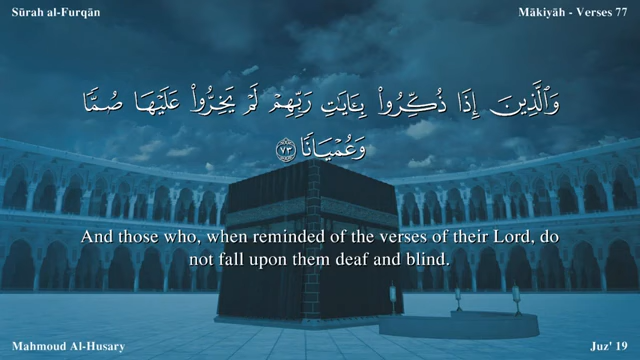 Sūrah al-Furqān
Mākiyāh - Verses 77
وَٱلَّذِينَ إِذَا ذُكِّرُوا۟ بِـَٔايَـٰتِ رَبِّهِمْ لَمْ يَخِرُّوا۟ عَلَيْهَا صُمًّا
وَعُمْيَانًا ٧٣
And those who, when reminded of the verses of their Lord, do
not fall upon them deaf and blind.
Mahmoud Al-Husary
Juz' 19